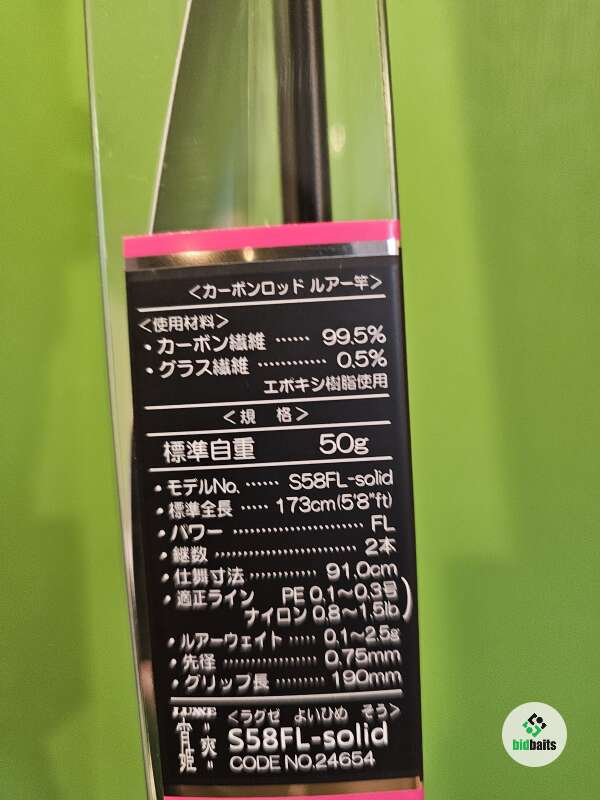 <カーボンロッド ルアー竿>
<使用材料>
・カーボン繊維 …… 99.5%
・グラス繊維 ………… 0.5%
エポキシ樹脂使用
<規 格>
標準自重 50g
・モデルNo. …… S58FL-solid
・標準全長 …… 173cm(5'8"ft)
・パワー ………………… FL
・継数 …………………… 2本
・仕舞寸法 ………… 91.0cm
・適正ライン PE 0.1~0.3号
ナイロン 0.8~1.5lb)
・ルアーウェイト …… 0.1~2.5g
・先径 …………… 0.75mm
・グリップ長 ……… 190mm
LUXXE
宵姫
"爽"
<ラグゼ よいひめ そう>
S58FL-solid
CODE NO.24654
bidbaits